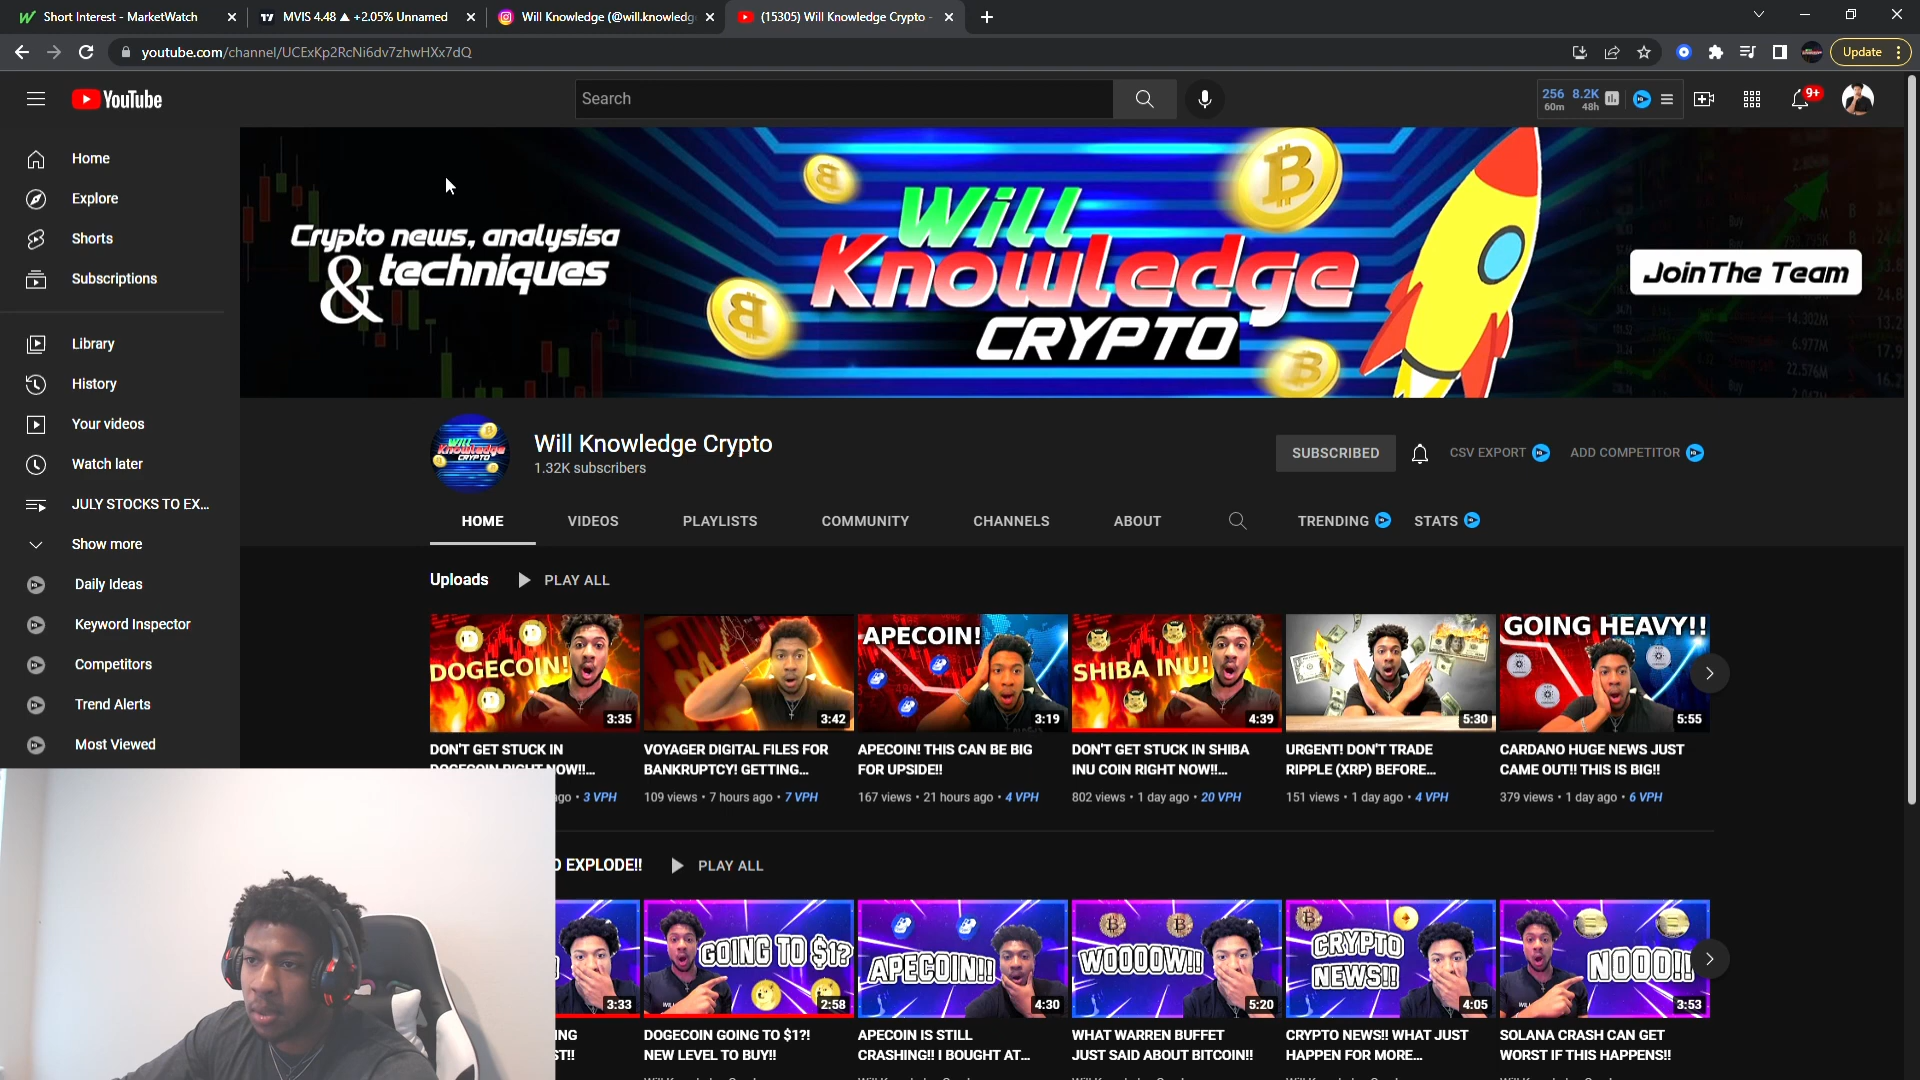 Short Interest - MarketWatch
MVIS 4.48 ▲ +2.05% Unnamed
Will Knowledge (@will.knowledg
(15305) Will Knowledge Crypto -
youtube.com/channel/UCExKp2RcNi6dv7zhwHXx7dQ
Update
YouTube
Search
256 8.2K
60m 48h
9+
Home
Explore
Shorts
Subscriptions
Library
History
Your videos
Watch later
JULY STOCKS TO EX...
Show more
Daily Ideas
Keyword Inspector
Competitors
Trend Alerts
Most Viewed
Crypto news, analysisa
& techniques
Will
Knowledge
CRYPTO
JoinThe Team
Will Knowledge Crypto
1.32K subscribers
SUBSCRIBED
CSV EXPORT
ADD COMPETITOR
HOME VIDEOS PLAYLISTS COMMUNITY CHANNELS ABOUT TRENDING STATS
Uploads PLAY ALL
DOGECOIN!
3:35
3:42
APECOIN!
3:19
SHIBA INU!
4:39
5:30
GOING HEAVY!!
5:55
DON'T GET STUCK IN
DOGECOIN RIGHT NOW!!...
ago • 3 VPH
VOYAGER DIGITAL FILES FOR
BANKRUPTCY! GETTING...
109 views • 7 hours ago • 7 VPH
APECOIN! THIS CAN BE BIG
FOR UPSIDE!!
167 views • 21 hours ago • 4 VPH
DON'T GET STUCK IN SHIBA
INU COIN RIGHT NOW!!...
802 views • 1 day ago • 20 VPH
URGENT! DON'T TRADE
RIPPLE (XRP) BEFORE...
151 views • 1 day ago • 4 VPH
CARDANO HUGE NEWS JUST
CAME OUT!! THIS IS BIG!!
379 views • 1 day ago • 6 VPH
EXPLODE!! PLAY ALL
3:33
GOING TO $1?
2:58
APECOIN!!
4:30
WOOOW!!
5:20
CRYPTO
NEWS!!
4:05
NOOO!!
3:53
DOGECOIN GOING TO $1?!
NEW LEVEL TO BUY!!
APECOIN IS STILL
CRASHING!! I BOUGHT AT...
WHAT WARREN BUFFET
JUST SAID ABOUT BITCOIN!!
CRYPTO NEWS!! WHAT JUST
HAPPEN FOR MORE...
SOLANA CRASH CAN GET
WORST IF THIS HAPPENS!!